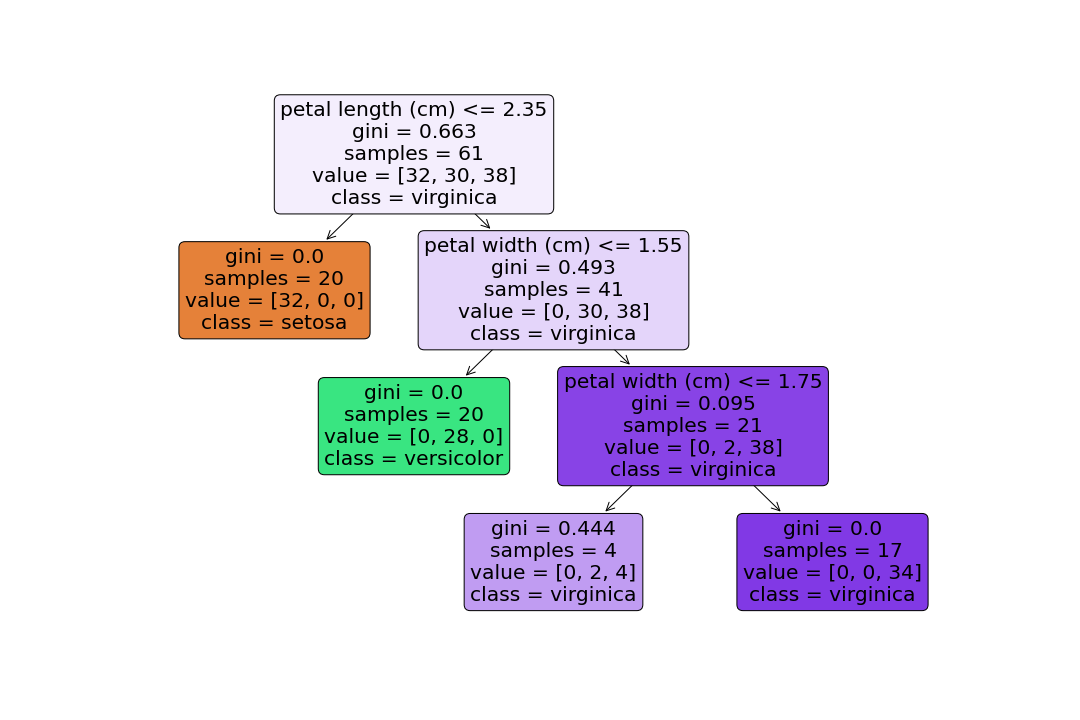 petal length (cm) <= 2.35
gini = 0.663
samples = 61
value = [32, 30, 38]
class = virginica
gini = 0.0
samples = 20
value = [32, 0, 0]
class = setosa
petal width (cm) <= 1.55
gini = 0.493
samples = 41
value = [0, 30, 38]
class = virginica
gini = 0.0
samples = 20
value = [0, 28, 0]
class = versicolor
petal width (cm) <= 1.75
gini = 0.095
samples = 21
value = [0, 2, 38]
class = virginica
gini = 0.444
samples = 4
value = [0, 2, 4]
class = virginica
gini = 0.0
samples = 17
value = [0, 0, 34]
class = virginica